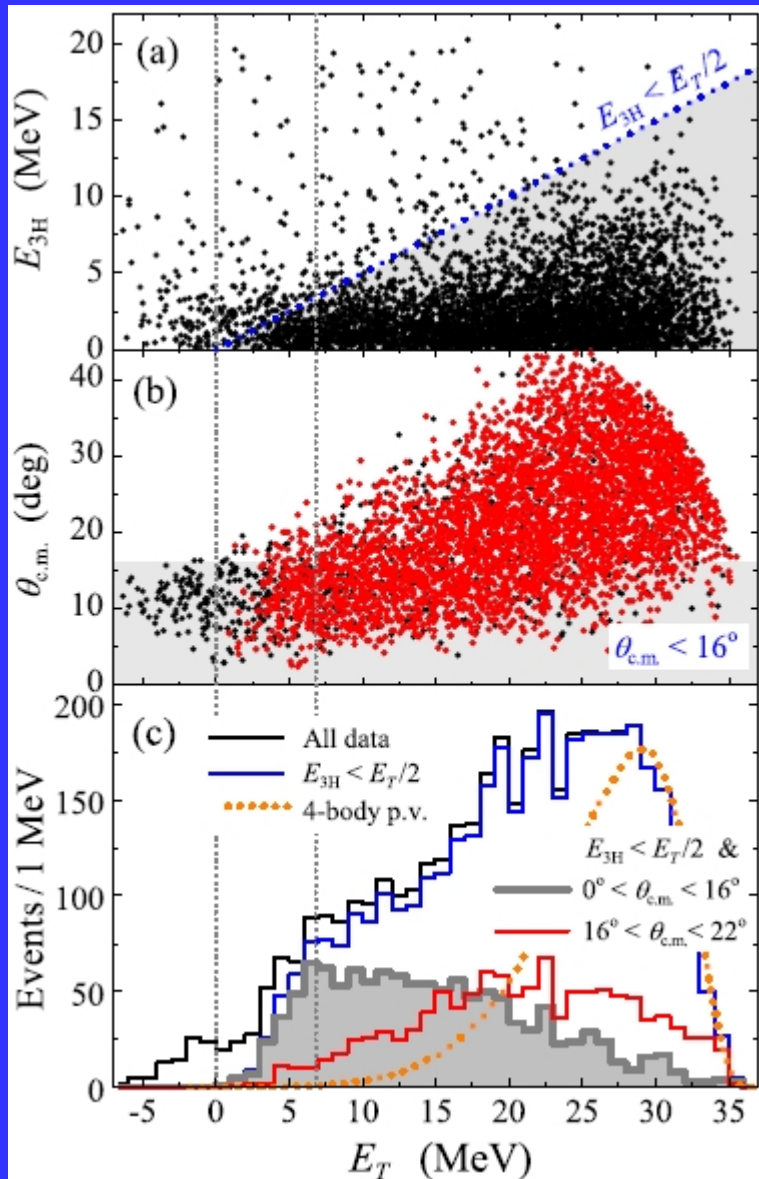 (a)
20
15
10
5
0
E3H (MeV)
E3H < ET/2
(b)
40
30
20
10
0
θc.m. (deg)
θc.m. < 16°
(c)
200
150
100
50
0
Events / 1 MeV
All data
E3H < ET/2
4-body p.v.
E3H < ET/2 &
0° < θc.m. < 16°
16° < θc.m. < 22°
-5 0 5 10 15 20 25 30 35
ET (MeV)